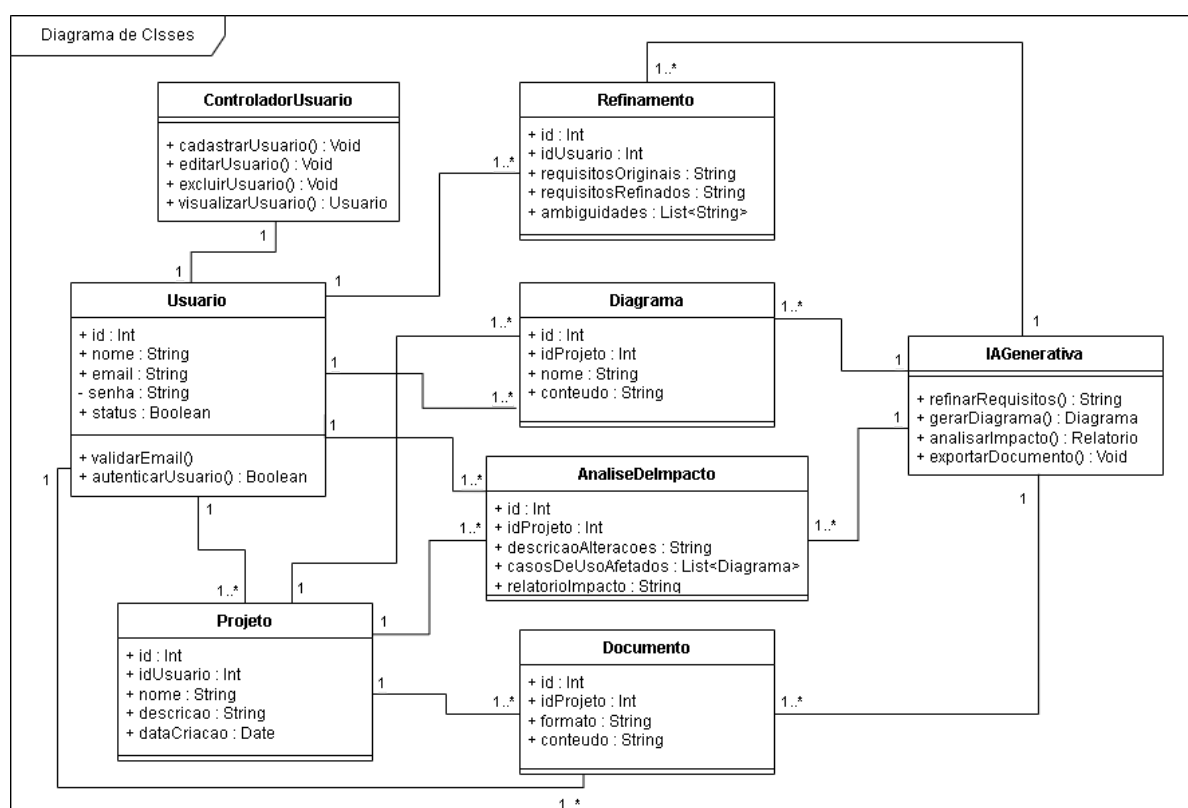 Diagrama de Clsses
ControladorUsuario
+ cadastrarUsuario() : Void
+ editarUsuario() : Void
+ excluirUsuario() : Void
+ visualizarUsuario() : Usuario
1
1
Refinamento
+ id : Int
+ idUsuario : Int
+ requisitosOriginais : String
+ requisitosRefinados : String
+ ambiguidades : List<String>
1..*
1..*
1
Usuario
+ id : Int
+ nome : String
+ email : String
- senha : String
+ status : Boolean
+ validarEmail()
+ autenticarUsuario() : Boolean
1
1
1
1
1
Diagrama
+ id : Int
+ idProjeto : Int
+ nome : String
+ conteudo : String
1..*
1..*
1..*
IAGenerativa
+ refinarRequisitos() : String
+ gerarDiagrama() : Diagrama
+ analisarImpacto() : Relatorio
+ exportarDocumento() : Void
1
1
1
1
AnaliseDeImpacto
+ id : Int
+ idProjeto : Int
+ descricaoAlteracoes : String
+ casosDeUsoAfetados : List<Diagrama>
+ relatorioImpacto : String
1..*
1..*
1..*
Projeto
+ id : Int
+ idUsuario : Int
+ nome : String
+ descricao : String
+ dataCriacao : Date
1..*
1
1
1
Documento
+ id : Int
+ idProjeto : Int
+ formato : String
+ conteudo : String
1..*
1..*
1..*